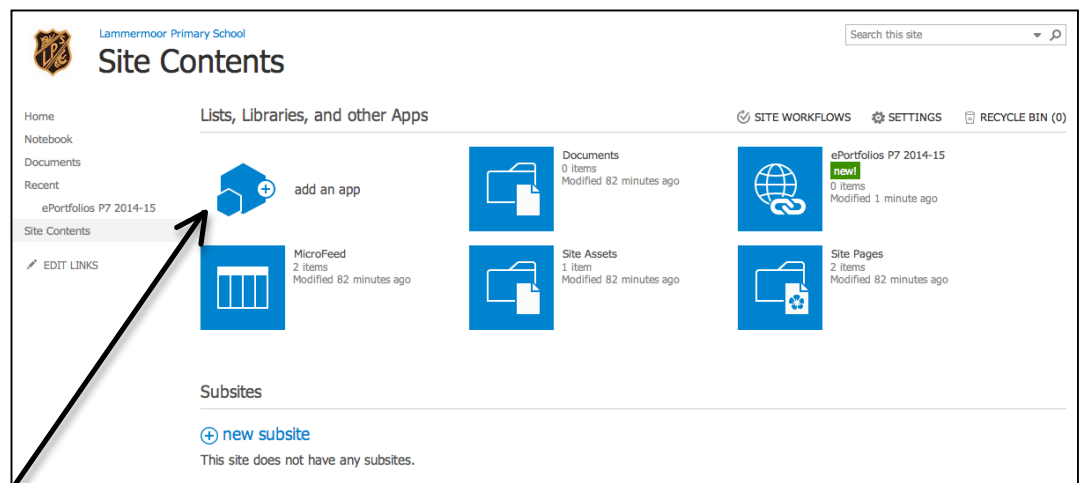 Lammermoor Primary School
Search this site
Site Contents
Home
Notebook
Documents
Recent
ePortfolios P7 2014-15
Site Contents
EDIT LINKS
Lists, Libraries, and other Apps
SITE WORKFLOWS
SETTINGS
RECYCLE BIN (0)
add an app
Documents
0 items
Modified 82 minutes ago
ePortfolios P7 2014-15
new!
0 items
Modified 1 minute ago
MicroFeed
2 items
Modified 82 minutes ago
Site Assets
1 item
Modified 82 minutes ago
Site Pages
2 items
Modified 82 minutes ago
Subsites
new subsite
This site does not have any subsites.